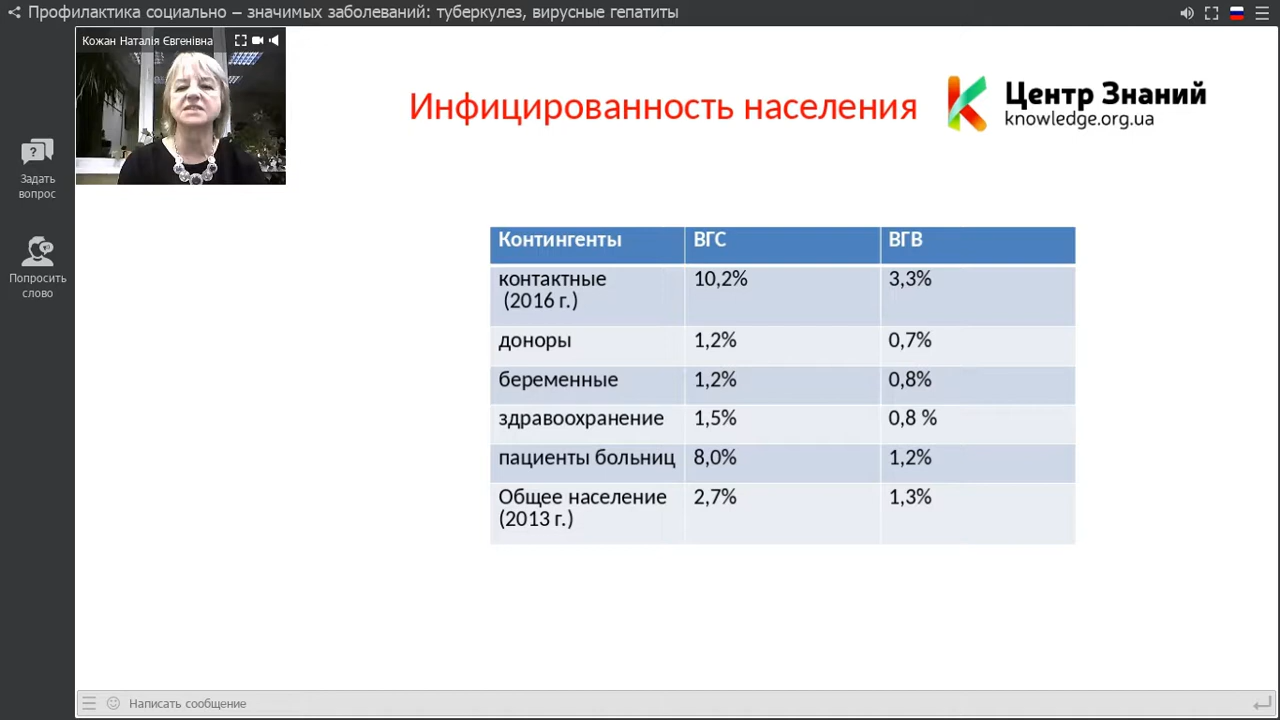 Профилактика социально – значимых заболеваний: туберкулез, вирусные гепатиты
Кожан Наталія Євгенівна
Инфицированность населения
Центр Знаний
knowledge.org.ua
Задать
вопрос
Попросить
слово
Контингенты ВГС ВГВ
контактные 10,2% 3,3%
(2016 г.)
доноры 1,2% 0,7%
беременные 1,2% 0,8%
здравоохранение 1,5% 0,8 %
пациенты больниц 8,0% 1,2%
Общее население 2,7% 1,3%
(2013 г.)
Написать сообщение